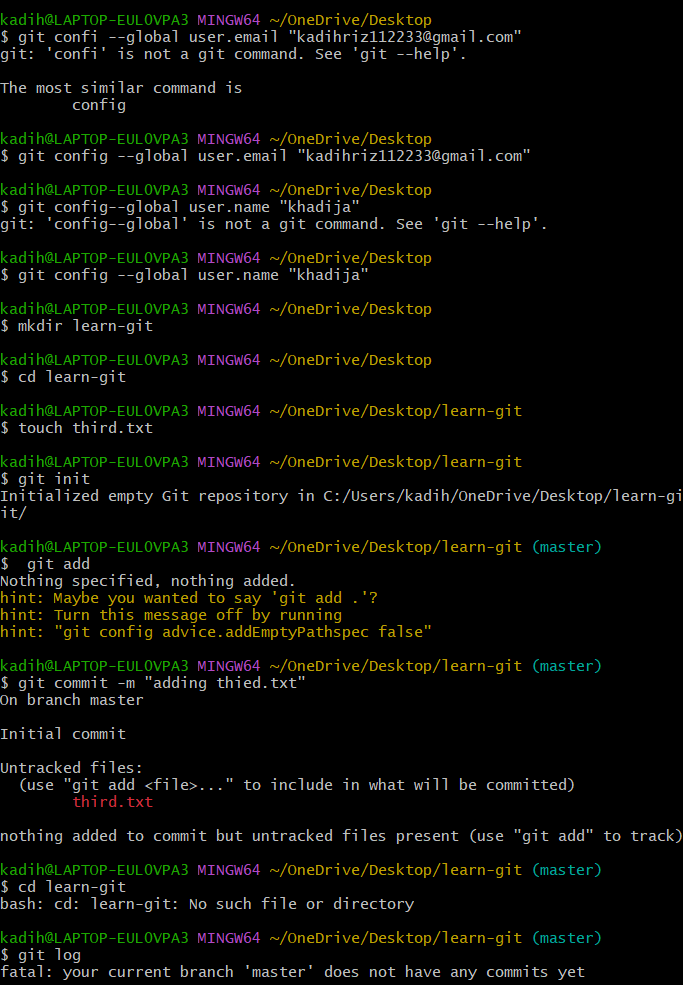 kadih@LAPTOP-EUL0VPA3 MINGW64 ~/OneDrive/Desktop
$ git confi --global user.email "kadihriz112233@gmail.com"
git: 'confi' is not a git command. See 'git --help'.

The most similar command is
        config

kadih@LAPTOP-EUL0VPA3 MINGW64 ~/OneDrive/Desktop
$ git config --global user.email "kadihriz112233@gmail.com"

kadih@LAPTOP-EUL0VPA3 MINGW64 ~/OneDrive/Desktop
$ git config--global user.name "khadija"
git: 'config--global' is not a git command. See 'git --help'.

kadih@LAPTOP-EUL0VPA3 MINGW64 ~/OneDrive/Desktop
$ git config --global user.name "khadija"

kadih@LAPTOP-EUL0VPA3 MINGW64 ~/OneDrive/Desktop
$ mkdir learn-git

kadih@LAPTOP-EUL0VPA3 MINGW64 ~/OneDrive/Desktop
$ cd learn-git

kadih@LAPTOP-EUL0VPA3 MINGW64 ~/OneDrive/Desktop/learn-git
$ touch third.txt

kadih@LAPTOP-EUL0VPA3 MINGW64 ~/OneDrive/Desktop/learn-git
$ git init
Initialized empty Git repository in C:/Users/kadih/OneDrive/Desktop/learn-gi
it/

kadih@LAPTOP-EUL0VPA3 MINGW64 ~/OneDrive/Desktop/learn-git (master)
$  git add
Nothing specified, nothing added.
hint: Maybe you wanted to say 'git add .'?
hint: Turn this message off by running
hint: "git config advice.addEmptyPathspec false"

kadih@LAPTOP-EUL0VPA3 MINGW64 ~/OneDrive/Desktop/learn-git (master)
$ git commit -m "adding thied.txt"
On branch master

Initial commit

Untracked files:
  (use "git add <file>..." to include in what will be committed)
        third.txt

nothing added to commit but untracked files present (use "git add" to track)

kadih@LAPTOP-EUL0VPA3 MINGW64 ~/OneDrive/Desktop/learn-git (master)
$ cd learn-git
bash: cd: learn-git: No such file or directory

kadih@LAPTOP-EUL0VPA3 MINGW64 ~/OneDrive/Desktop/learn-git (master)
$ git log
fatal: your current branch 'master' does not have any commits yet